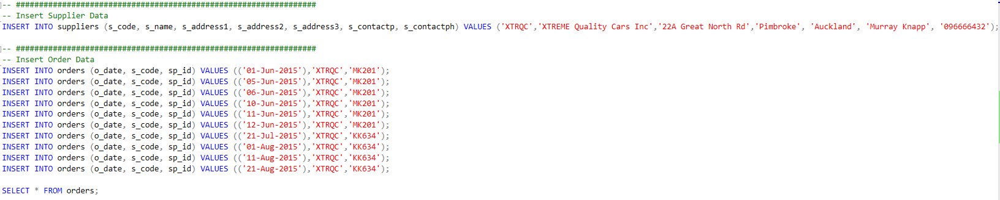 -- #################################################################
-- Insert Supplier Data
INSERT INTO suppliers (s_code, s_name, s_address1, s_address2, s_address3, s_contactp, s_contactph) VALUES ('XTRQC','XTREME Quality Cars Inc','22A Great North Rd','Pimbroke', 'Auckland', 'Murray Knapp', '096666432');
-- #################################################################
-- Insert Order Data
INSERT INTO orders (o_date, s_code, sp_id) VALUES (('01-Jun-2015'),'XTRQC','MK201');
INSERT INTO orders (o_date, s_code, sp_id) VALUES (('05-Jun-2015'),'XTRQC','MK201');
INSERT INTO orders (o_date, s_code, sp_id) VALUES (('06-Jun-2015'),'XTRQC','MK201');
INSERT INTO orders (o_date, s_code, sp_id) VALUES (('10-Jun-2015'),'XTRQC','MK201');
INSERT INTO orders (o_date, s_code, sp_id) VALUES (('11-Jun-2015'),'XTRQC','MK201');
INSERT INTO orders (o_date, s_code, sp_id) VALUES (('12-Jun-2015'),'XTRQC','MK201');
INSERT INTO orders (o_date, s_code, sp_id) VALUES (('21-Jul-2015'),'XTRQC','KK634');
INSERT INTO orders (o_date, s_code, sp_id) VALUES (('01-Aug-2015'),'XTRQC','KK634');
INSERT INTO orders (o_date, s_code, sp_id) VALUES (('11-Aug-2015'),'XTRQC','KK634');
INSERT INTO orders (o_date, s_code, sp_id) VALUES (('21-Aug-2015'),'XTRQC','KK634');
SELECT * FROM orders;